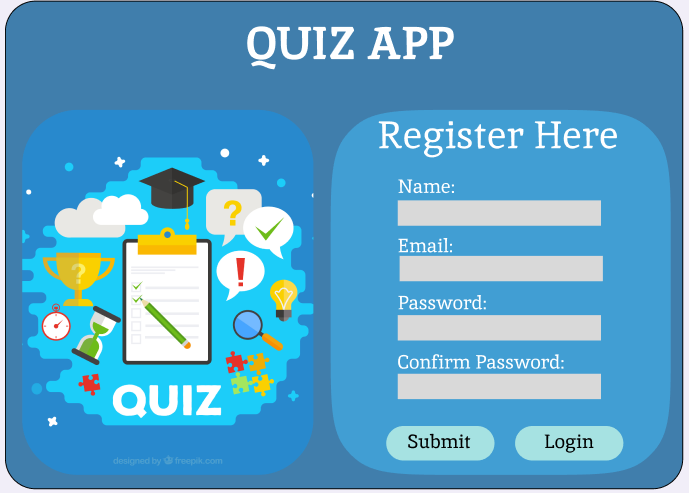 QUIZ APP
?
?
!
QUIZ
designed by freepik.com
Register Here
Name:
Email:
Password:
Confirm Password:
Submit
Login